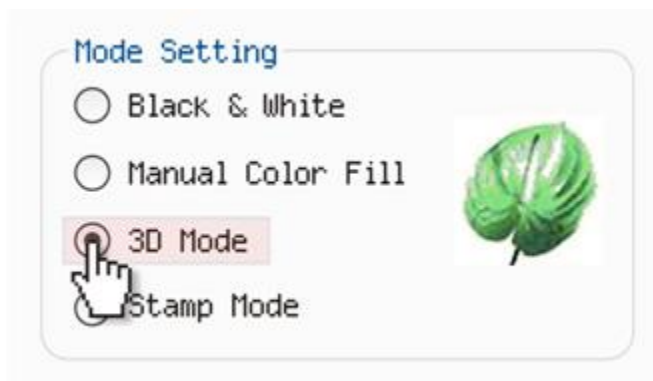 Mode Setting
Black & White
Manual Color Fill
3D Mode
Stamp Mode